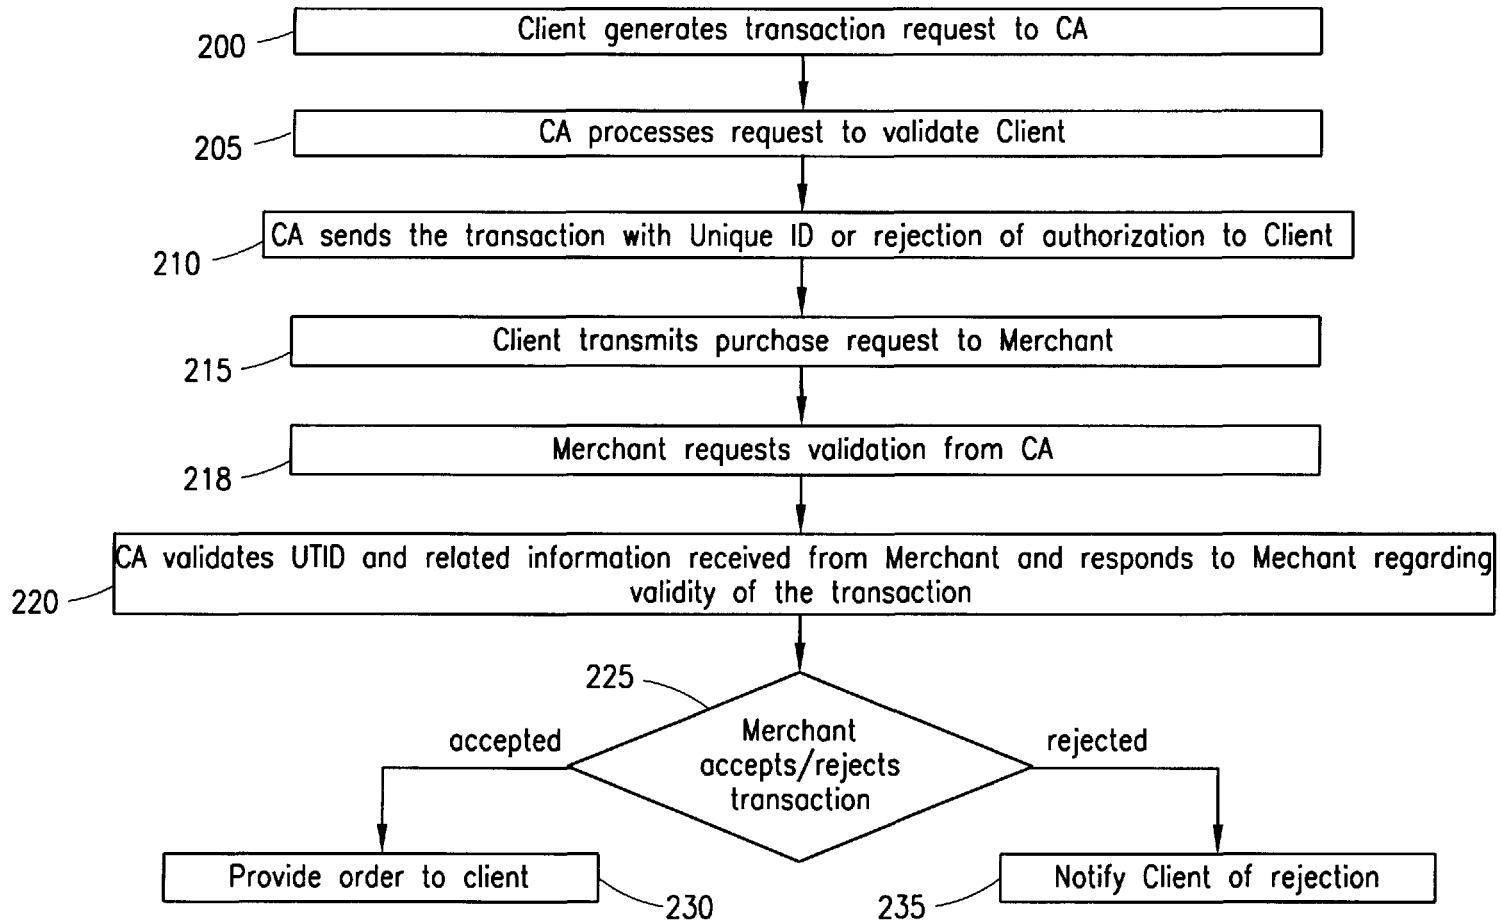 Client generates transaction request to CA
200
CA processes request to validate Client
205
CA sends the transaction with Unique ID or rejection of authorization to Client
210
Client transmits purchase request to Merchant
215
Merchant requests validation from CA
218
CA validates UTID and related information received from Merchant and responds to Mechant regarding
validity of the transaction
220
225
Merchant
accepts/rejects
transaction
accepted
rejected
Provide order to client
230
Notify Client of rejection
235